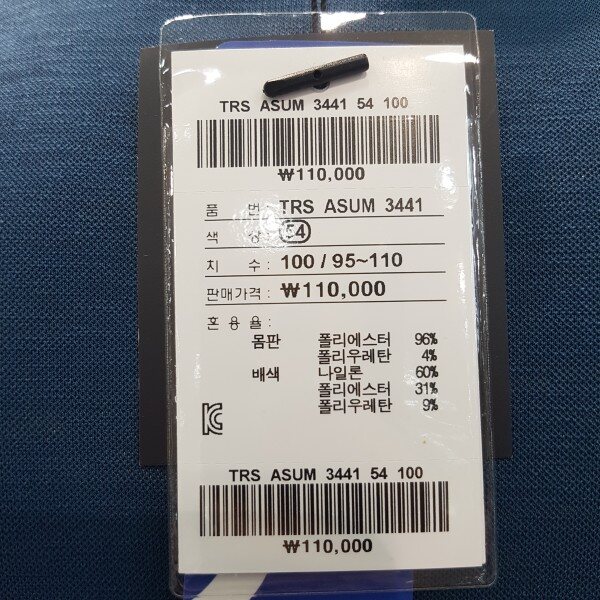 TRS ASUM 3441 54 100
₩110,000
품 번 : TRS ASUM 3441
색 상 : 54
치 수 : 100 / 95~110
판매가격 : ₩110,000
혼 용 율 :
몸판 폴리에스터 96%
폴리우레탄 4%
배색 나일론 60%
폴리에스터 31%
폴리우레탄 9%
KC
TRS ASUM 3441 54 100
₩110,000